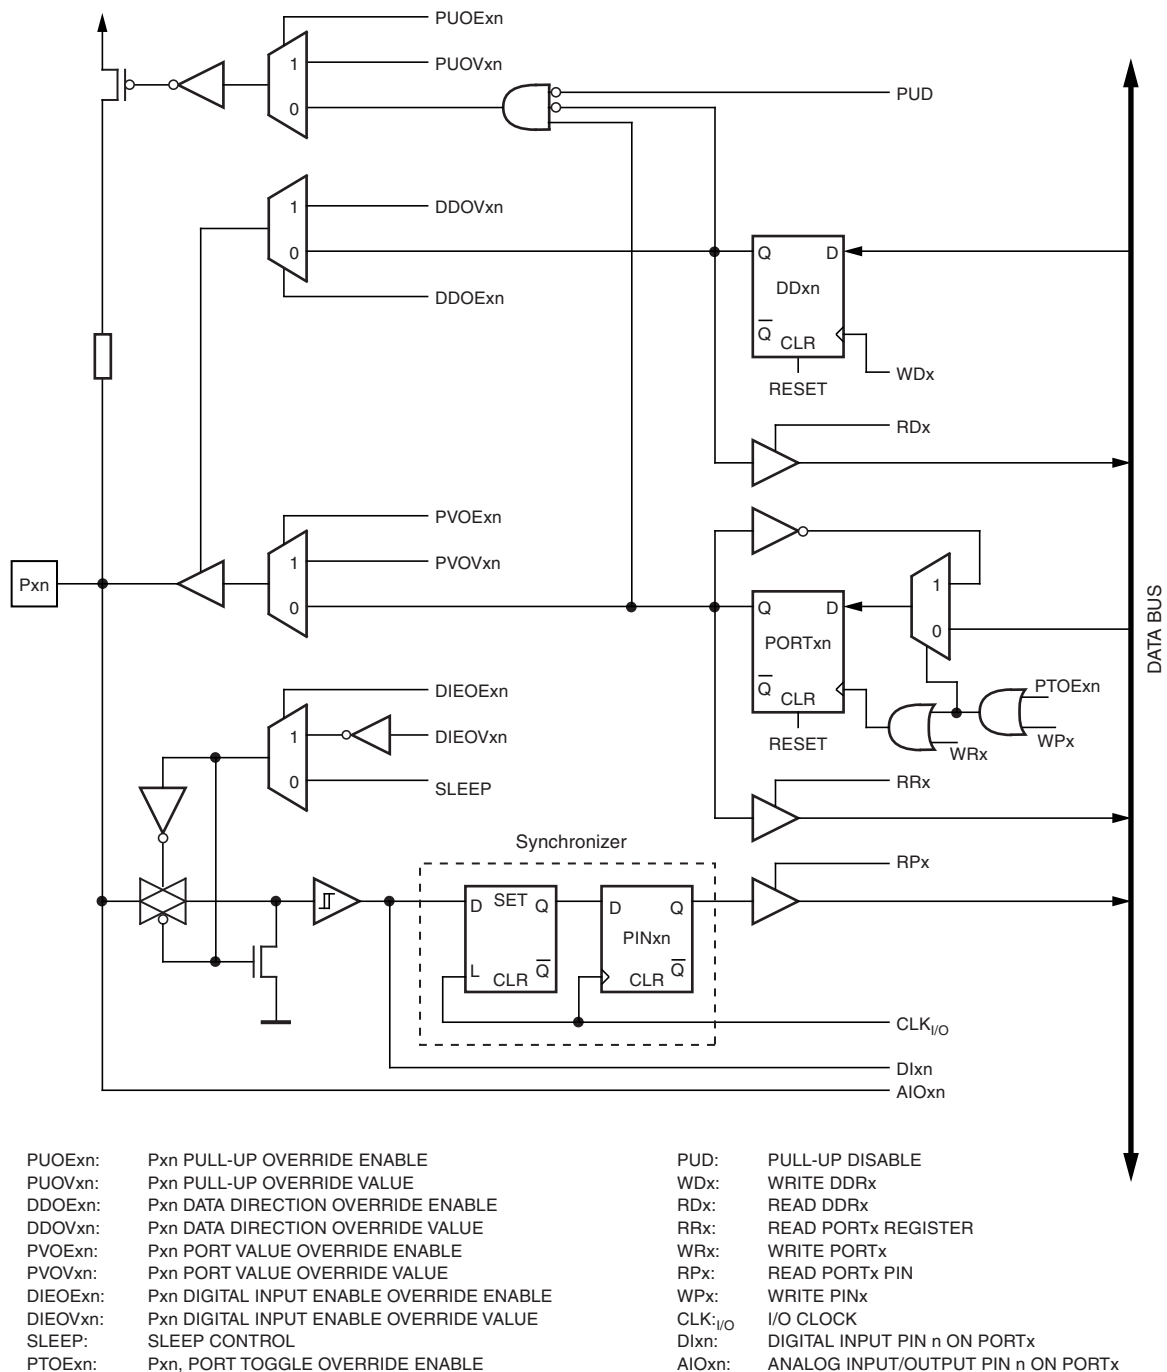 PUOExn
1
PUOVxn
0
PUD
1
DDOVxn
0
DDOExn
Q D
DDxn
Q
CLR
RESET
WDx
RDx
PVOExn
1
PVOVxn
0
Pxn
Q D
PORTxn
Q
CLR
RESET
1
0
PTOExn
WPx
WRx
RRx
DATA BUS
DIEOExn
1
DIEOVxn
0
SLEEP
Synchronizer
RPx
D SET Q
L CLR Q
D Q
PINxn
CLR Q
CLKI/O
DIxn
AIOxn
PUOExn: Pxn PULL-UP OVERRIDE ENABLE
PUOVxn: Pxn PULL-UP OVERRIDE VALUE
DDOExn: Pxn DATA DIRECTION OVERRIDE ENABLE
DDOVxn: Pxn DATA DIRECTION OVERRIDE VALUE
PVOExn: Pxn PORT VALUE OVERRIDE ENABLE
PVOVxn: Pxn PORT VALUE OVERRIDE VALUE
DIEOExn: Pxn DIGITAL INPUT ENABLE OVERRIDE ENABLE
DIEOVxn: Pxn DIGITAL INPUT ENABLE OVERRIDE VALUE
SLEEP: SLEEP CONTROL
PTOExn: Pxn, PORT TOGGLE OVERRIDE ENABLE
PUD: PULL-UP DISABLE
WDx: WRITE DDRx
RDx: READ DDRx
RRx: READ PORTx REGISTER
WRx: WRITE PORTx
RPx: READ PORTx PIN
WPx: WRITE PINx
CLK:I/O I/O CLOCK
DIxn: DIGITAL INPUT PIN n ON PORTx
AIOxn: ANALOG INPUT/OUTPUT PIN n ON PORTx